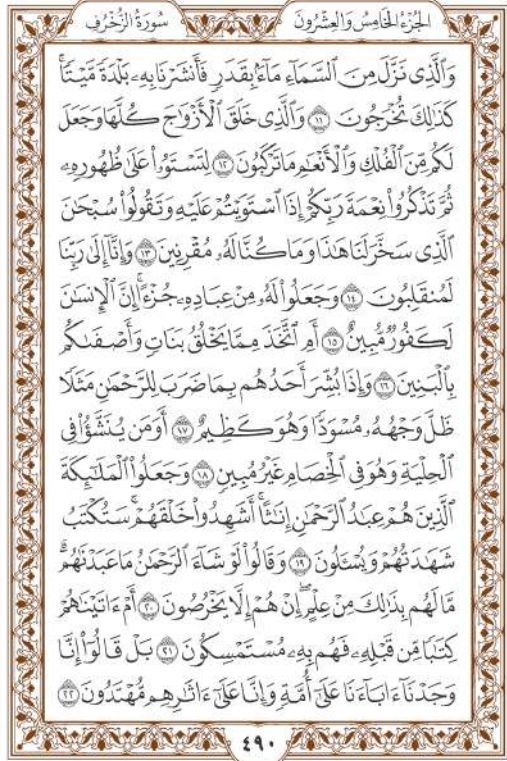 سُورَةُ الزُّخْرُفِ
الجُزْءُ الخَامِسُ وَالعِشْرُونَ
وَٱلَّذِى نَزَّلَ مِنَ ٱلسَّمَآءِ مَآءًۢ بِقَدَرٍ فَأَنشَرْنَا بِهِۦ بَلْدَةً مَّيْتًاۚ
كَذَٰلِكَ تُخْرَجُونَ ١١ وَٱلَّذِى خَلَقَ ٱلْأَزْوَٰجَ كُلَّهَا وَجَعَلَ
لَكُم مِّنَ ٱلْفُلْكِ وَٱلْأَنْعَٰمِ مَا تَرْكَبُونَ ١٢ لِتَسْتَوُۥا۟ عَلَىٰ ظُهُورِهِۦ
ثُمَّ تَذْكُرُوا۟ نِعْمَةَ رَبِّكُمْ إِذَا ٱسْتَوَيْتُمْ عَلَيْهِ وَتَقُولُوا۟ سُبْحَٰنَ
ٱلَّذِى سَخَّرَ لَنَا هَٰذَا وَمَا كُنَّا لَهُۥ مُقْرِنِينَ ١٣ وَإِنَّآ إِلَىٰ رَبِّنَا
لَمُنقَلِبُونَ ١٤ وَجَعَلُوا۟ لَهُۥ مِنْ عِبَادِهِۦ جُزْءًاۚ إِنَّ ٱلْإِنسَٰنَ
لَكَفُورٌ مُّبِينٌ ١٥ أَمِ ٱتَّخَذَ مِمَّا يَخْلُقُ بَنَاتٍ وَأَصْفَىٰكُم
بِٱلْبَنِينَ ١٦ وَإِذَا بُشِّرَ أَحَدُهُم بِمَا ضَرَبَ لِلرَّحْمَٰنِ مَثَلًا
ظَلَّ وَجْهُهُۥ مُسْوَدًّا وَهُوَ كَظِيمٌ ١٧ أَوَمَن يُنَشَّؤُا۟ فِى
ٱلْحِلْيَةِ وَهُوَ فِى ٱلْخِصَامِ غَيْرُ مُبِينٍ ١٨ وَجَعَلُوا۟ ٱلْمَلَٰٓئِكَةَ
ٱلَّذِينَ هُمْ عِبَٰدُ ٱلرَّحْمَٰنِ إِنَٰثًاۚ أَشَهِدُوا۟ خَلْقَهُمْۚ سَتُكْتَبُ
شَهَٰدَتُهُمْ وَيُسْـَٔلُونَ ١٩ وَقَالُوا۟ لَوْ شَآءَ ٱلرَّحْمَٰنُ مَا عَبَدْنَٰهُمۗ
مَّا لَهُم بِذَٰلِكَ مِنْ عِلْمٍۖ إِنْ هُمْ إِلَّا يَخْرُصُونَ ٢٠ أَمْ ءَاتَيْنَٰهُمْ
كِتَٰبًا مِّن قَبْلِهِۦ فَهُم بِهِۦ مُسْتَمْسِكُونَ ٢١ بَلْ قَالُوٓا۟ إِنَّا
وَجَدْنَآ ءَابَآءَنَا عَلَىٰٓ أُمَّةٍ وَإِنَّا عَلَىٰٓ ءَاثَٰرِهِم مُّهْتَدُونَ ٢٢
٤٩٠